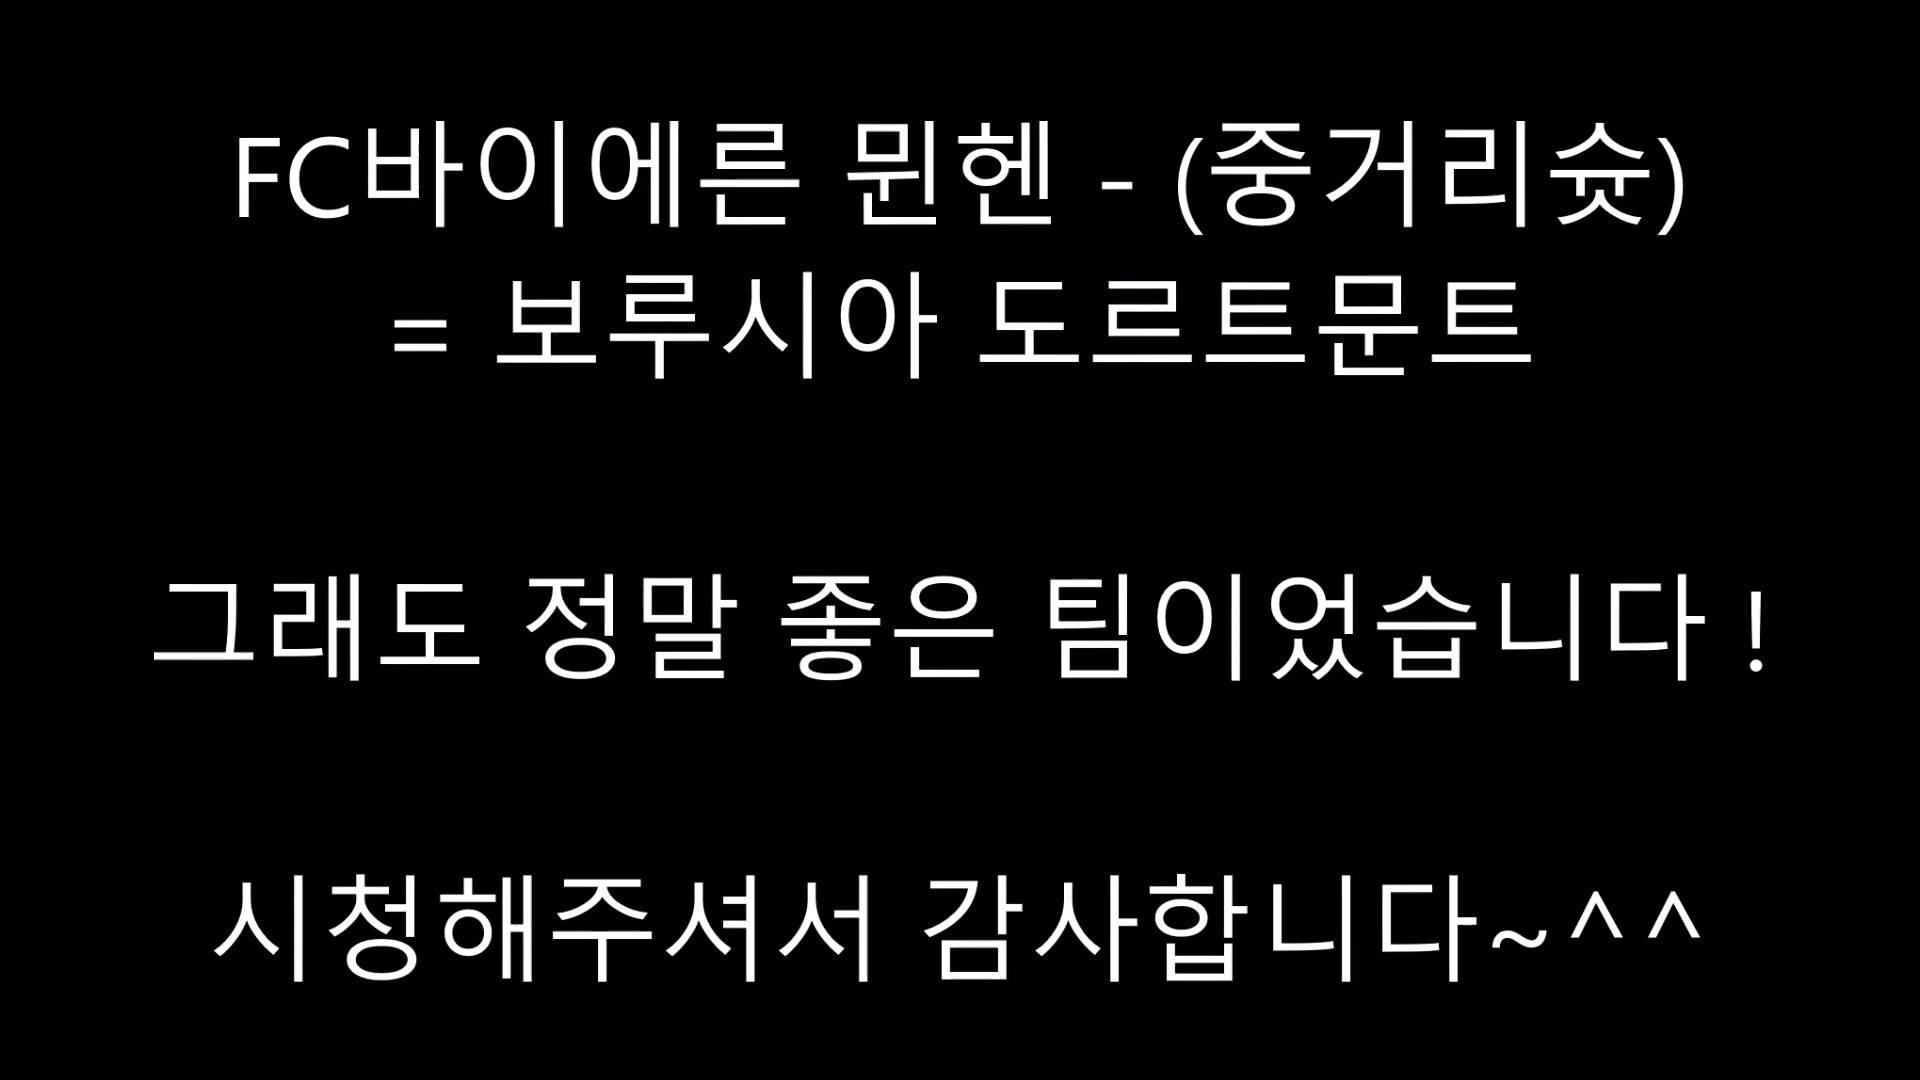 FC바이에른 뮌헨 - (중거리슛)
= 보루시아 도르트문트
그래도 정말 좋은 팀이었습니다 !
시청해주셔서 감사합니다~^^